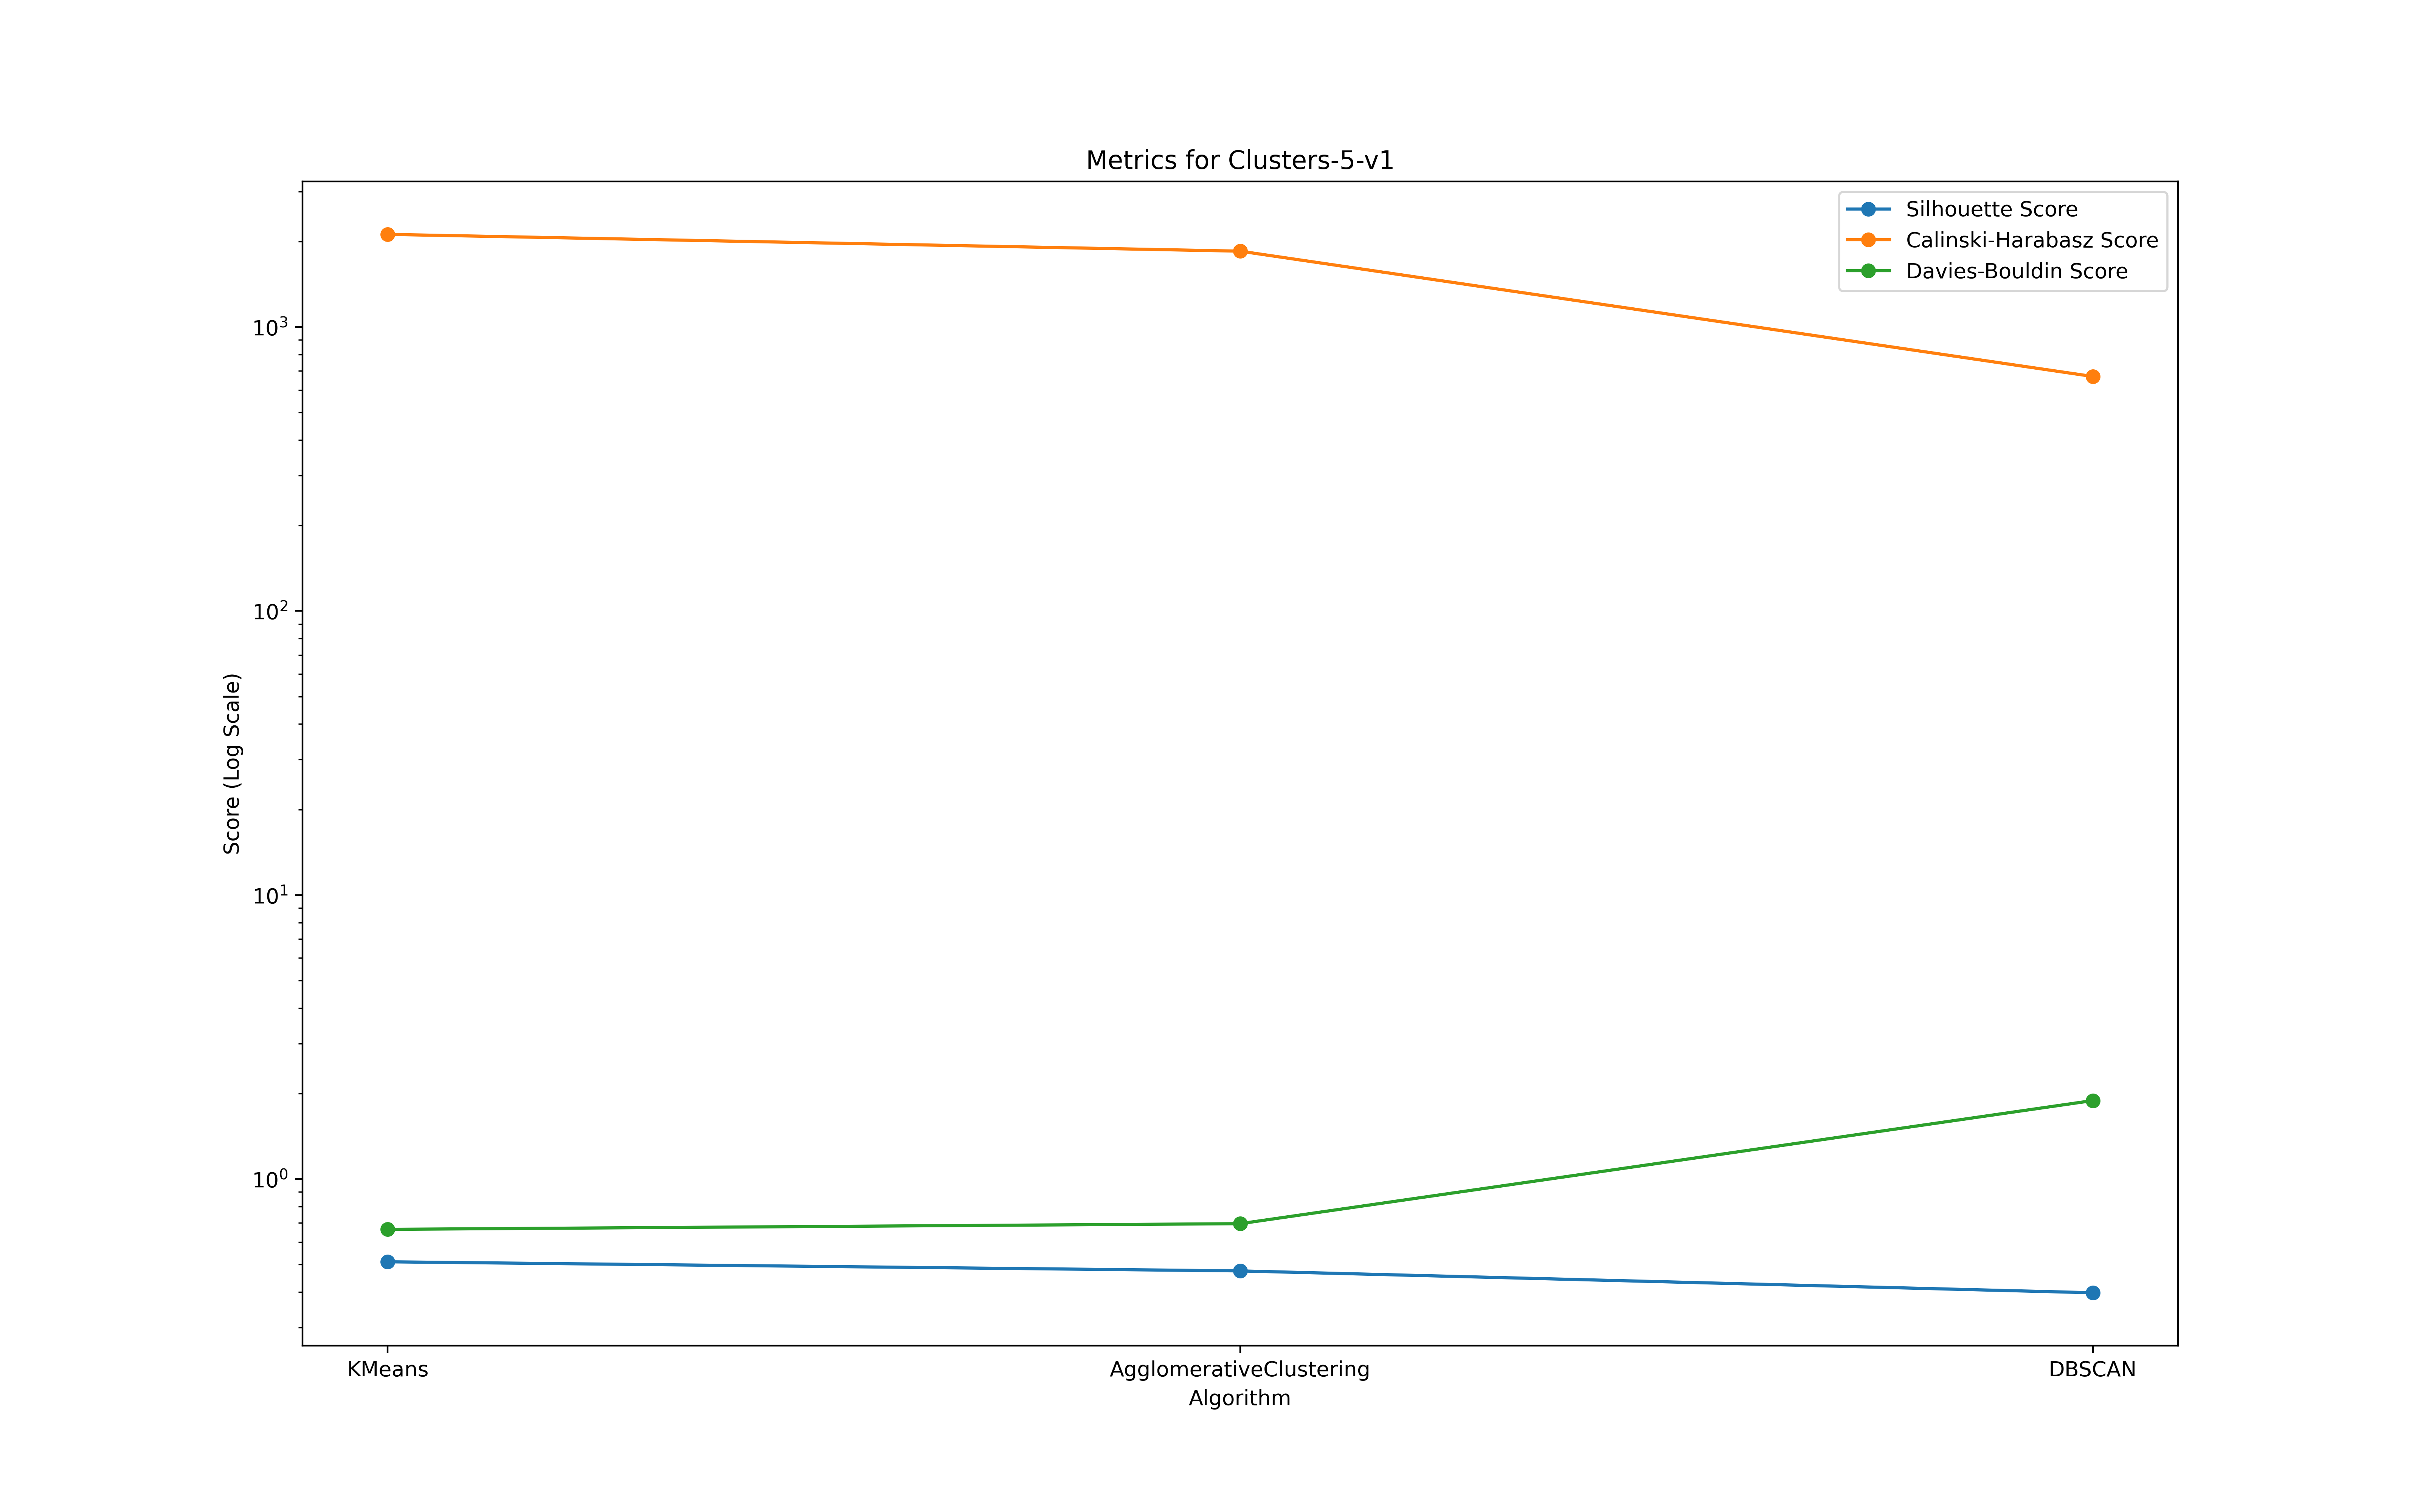 Metrics for Clusters-5-v1
Silhouette Score
Calinski-Harabasz Score
Davies-Bouldin Score
10³
10²
10¹
10⁰
Score (Log Scale)
KMeans
AgglomerativeClustering
DBSCAN
Algorithm